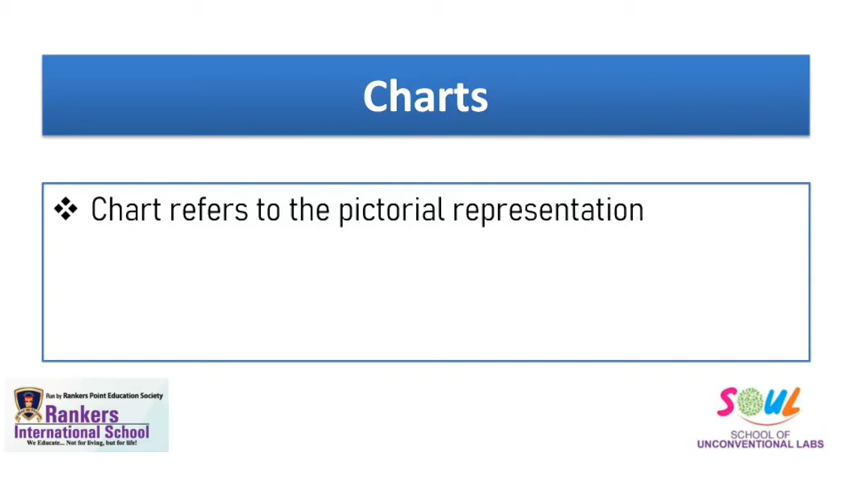 Charts
❖ Chart refers to the pictorial representation
Run by Rankers Point Education Society
Rankers
International School
We Educate... Not for living, but for life!
SOUL
SCHOOL OF
UNCONVENTIONAL LABS